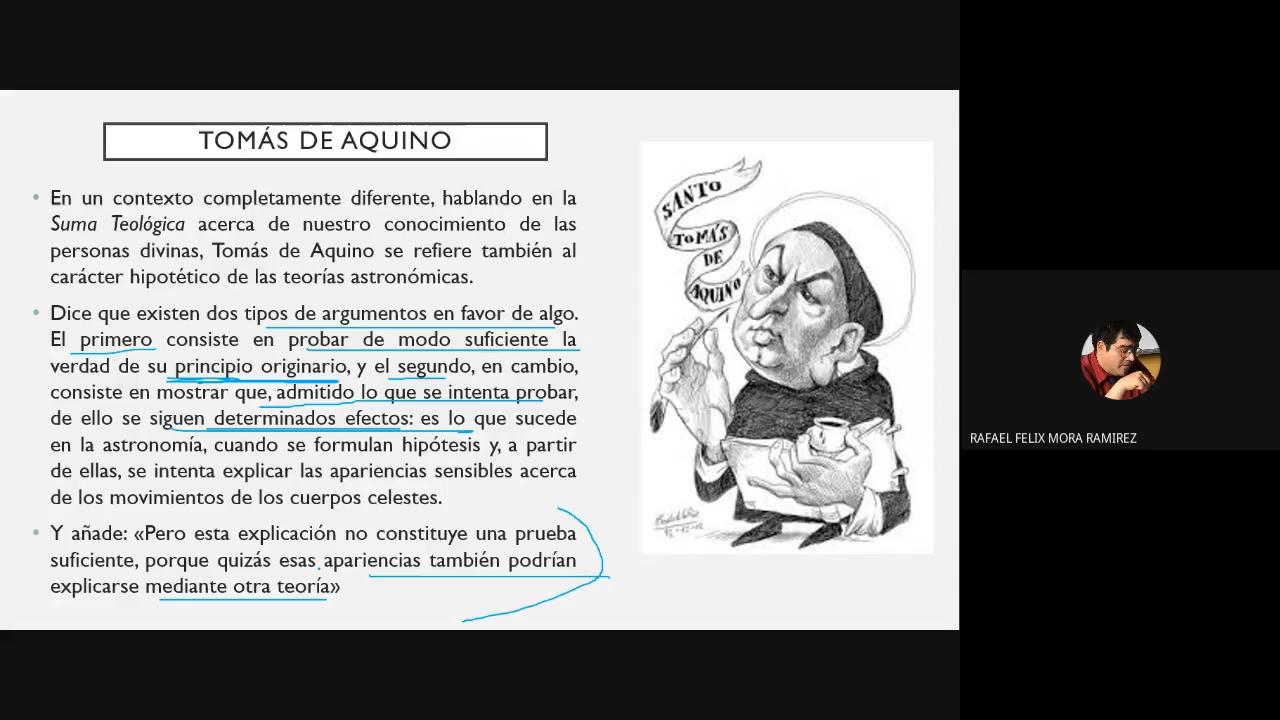 TOMÁS DE AQUINO
En un contexto completamente diferente, hablando en la
Suma Teológica acerca de nuestro conocimiento de las
personas divinas, Tomás de Aquino se refiere también al
carácter hipotético de las teorías astronómicas.
Dice que existen dos tipos de argumentos en favor de algo.
El primero consiste en probar de modo suficiente la
verdad de su principio originario, y el segundo, en cambio,
consiste en mostrar que, admitido lo que se intenta probar,
de ello se siguen determinados efectos: es lo que sucede
en la astronomía, cuando se formulan hipótesis y, a partir
de ellas, se intenta explicar las apariencias sensibles acerca
de los movimientos de los cuerpos celestes.
Y añade: «Pero esta explicación no constituye una prueba
suficiente, porque quizás esas apariencias también podrían
explicarse mediante otra teoría»
SANTO
TOMÁS
DE
AQUINO
RAFAEL FELIX MORA RAMIREZ